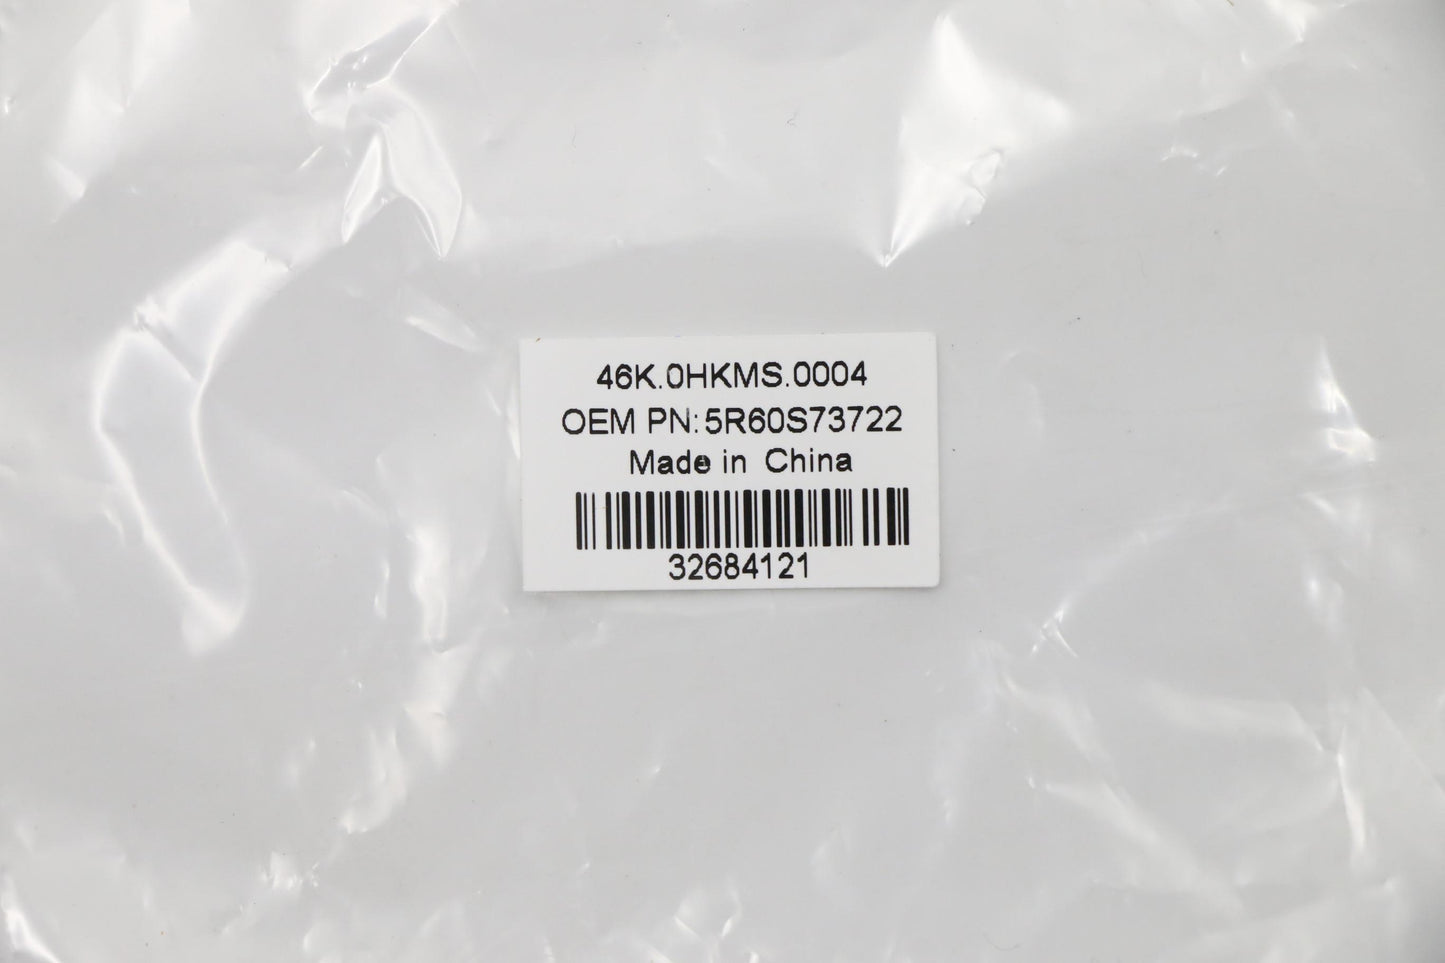 46K.0HKMS.0004
OEM PN:5R60S73722
Made in China
32684121